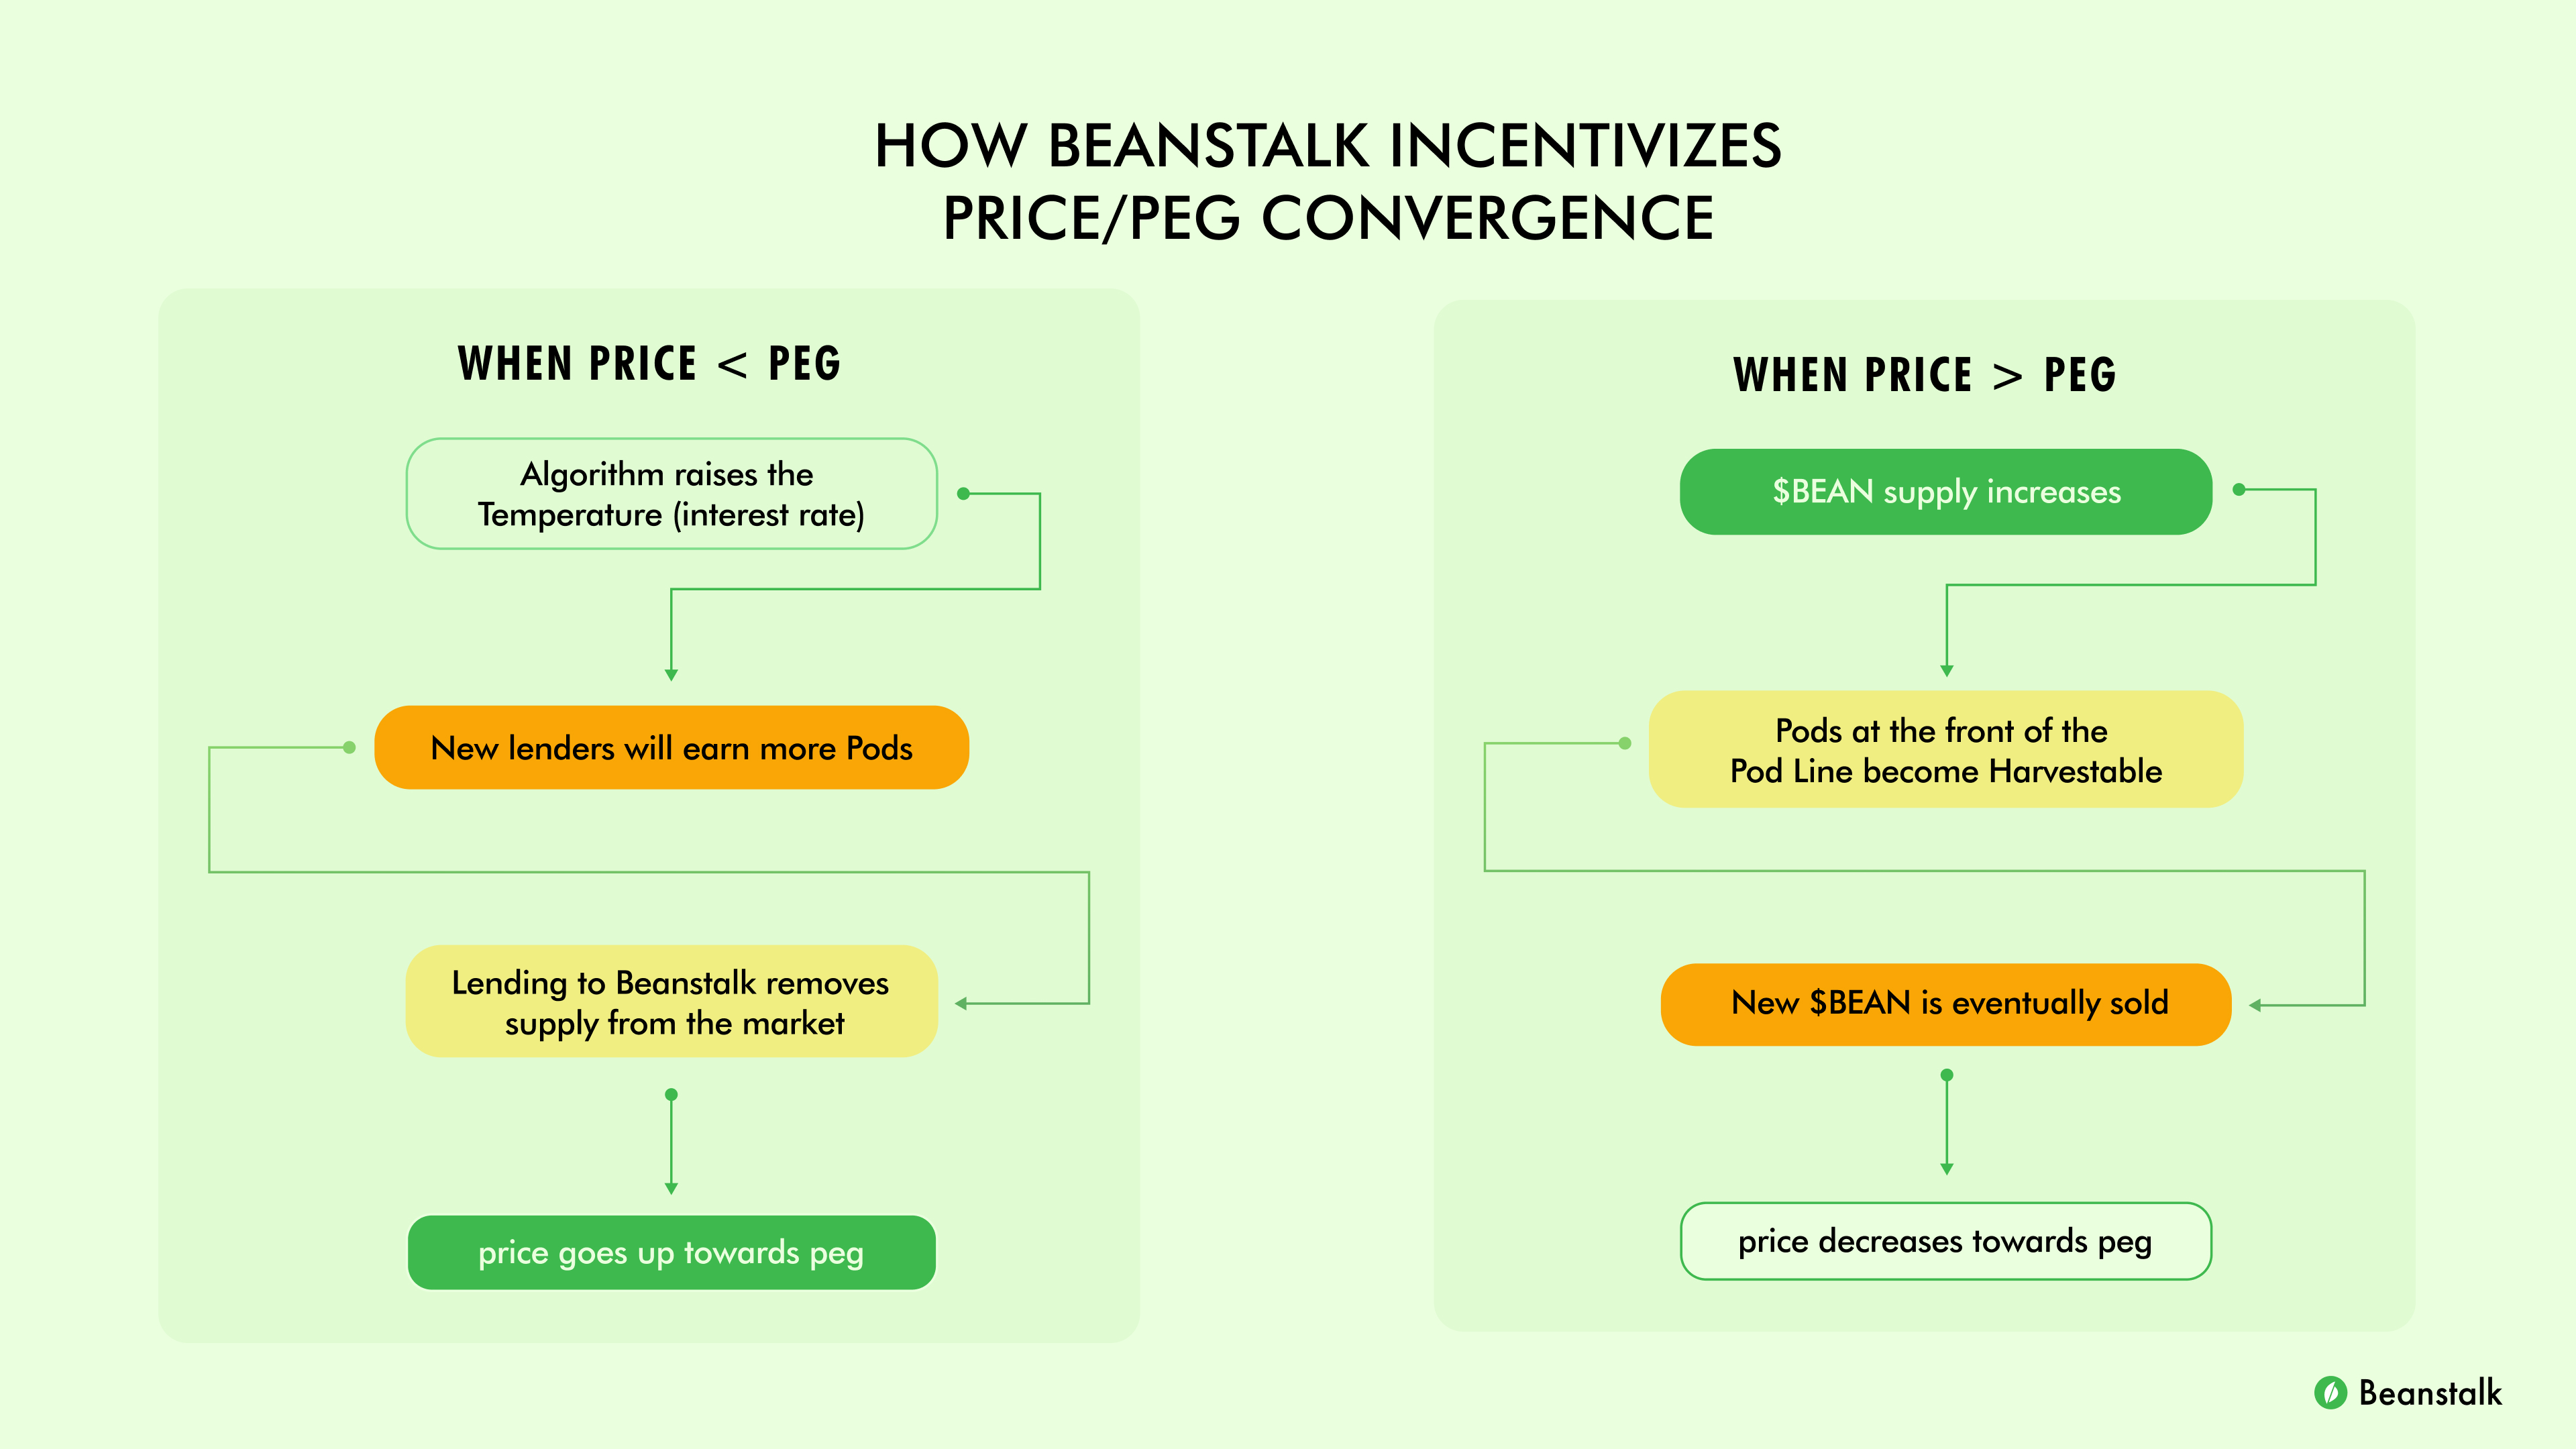 HOW BEANSTALK INCENTIVIZES
PRICE/PEG CONVERGENCE
WHEN PRICE < PEG
Algorithm raises the
Temperature (interest rate)
New lenders will earn more Pods
Lending to Beanstalk removes
supply from the market
price goes up towards peg
WHEN PRICE > PEG
$BEAN supply increases
Pods at the front of the
Pod Line become Harvestable
New $BEAN is eventually sold
price decreases towards peg
Beanstalk